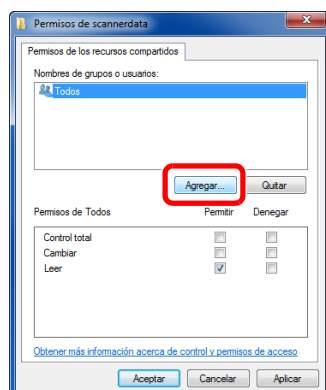 Permisos de scannerdata
Permisos de los recursos compartidos
Nombres de grupos o usuarios:
Todos
Agregar... Quitar
Permisos de Todos Permitir Denegar
Control total
Cambiar
Leer
Obtener más información acerca de control y permisos de acceso
Aceptar Cancelar Aplicar